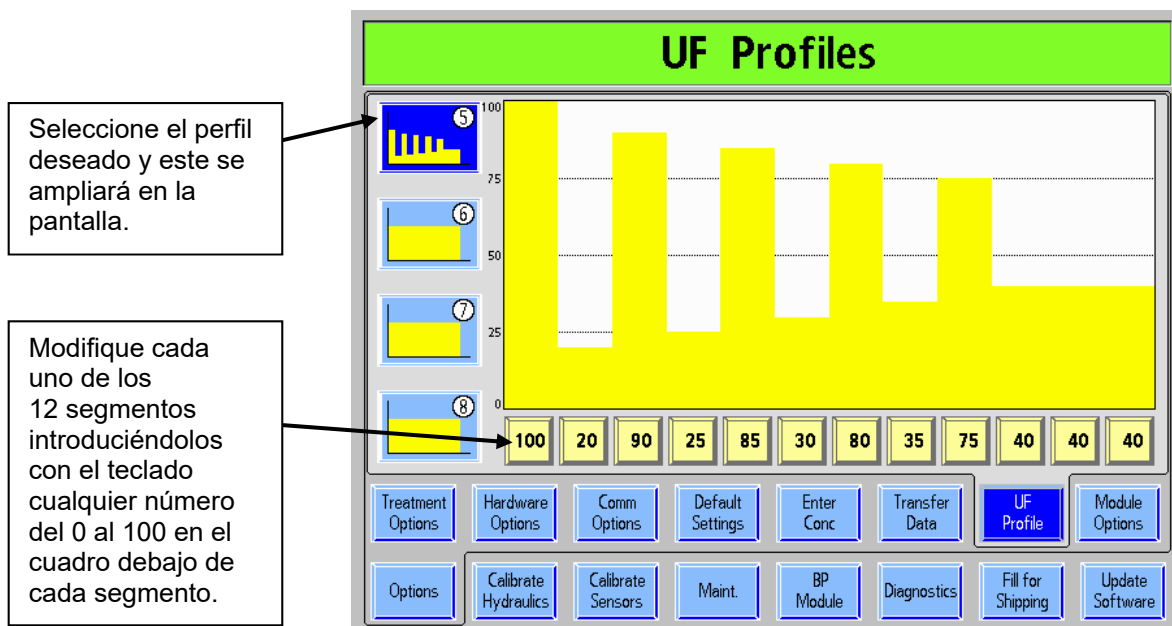 UF Profiles
Seleccione el perfil
deseado y este se
ampliará en la
pantalla.
5
6
7
8
100
75
50
25
0
Modifique cada
uno de los
12 segmentos
introduciéndolos
con el teclado
cualquier número
del 0 al 100 en el
cuadro debajo de
cada segmento.
100 20 90 25 85 30 80 35 75 40 40 40
Treatment Options
Hardware Options
Comm Options
Default Settings
Enter Conc
Transfer Data
UF Profile
Module Options
Options
Calibrate Hydraulics
Calibrate Sensors
Maint.
BP Module
Diagnostics
Fill for Shipping
Update Software